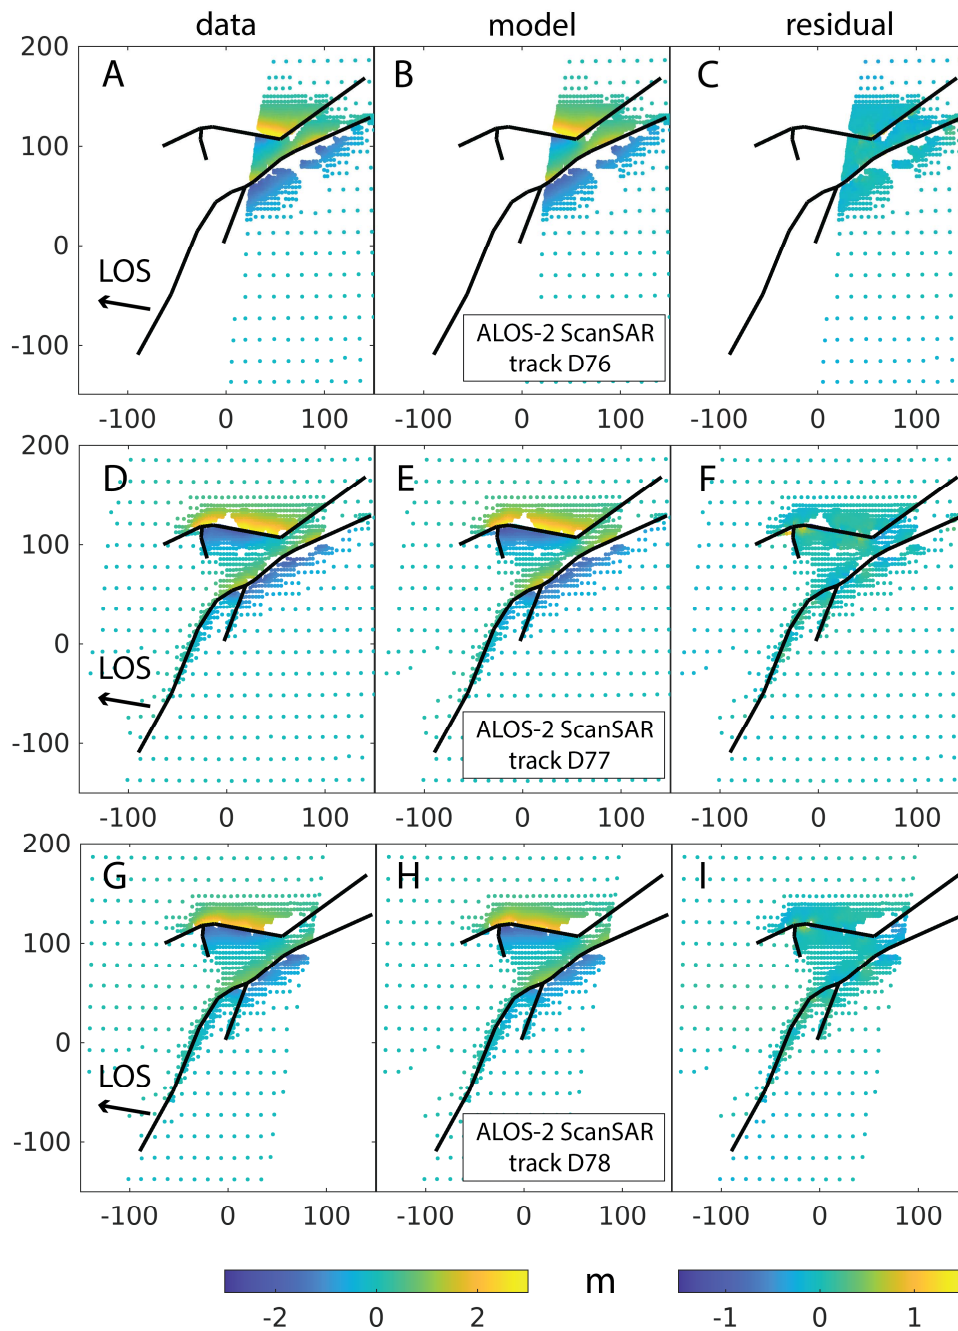 data model residual
200
A B C
100
0
LOS
-100
ALOS-2 ScanSAR
track D76
-100 0 100 -100 0 100 -100 0 100
200
D E F
100
0
LOS
-100
ALOS-2 ScanSAR
track D77
-100 0 100 -100 0 100 -100 0 100
200
G H I
100
0
LOS
-100
ALOS-2 ScanSAR
track D78
-100 0 100 -100 0 100 -100 0 100
m
-2 0 2 -1 0 1